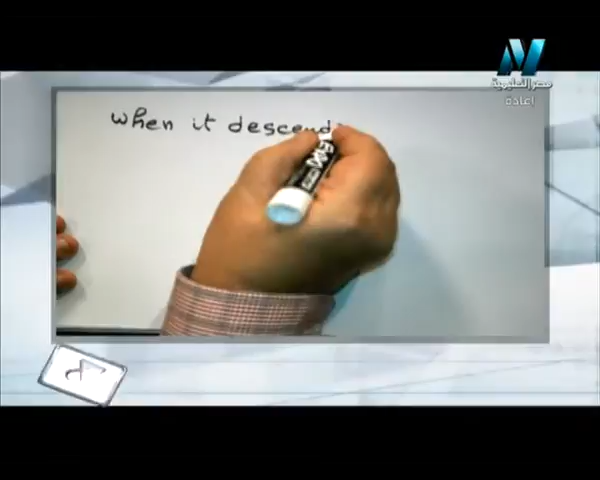 مصر التعليمية
إعادة
when it descend